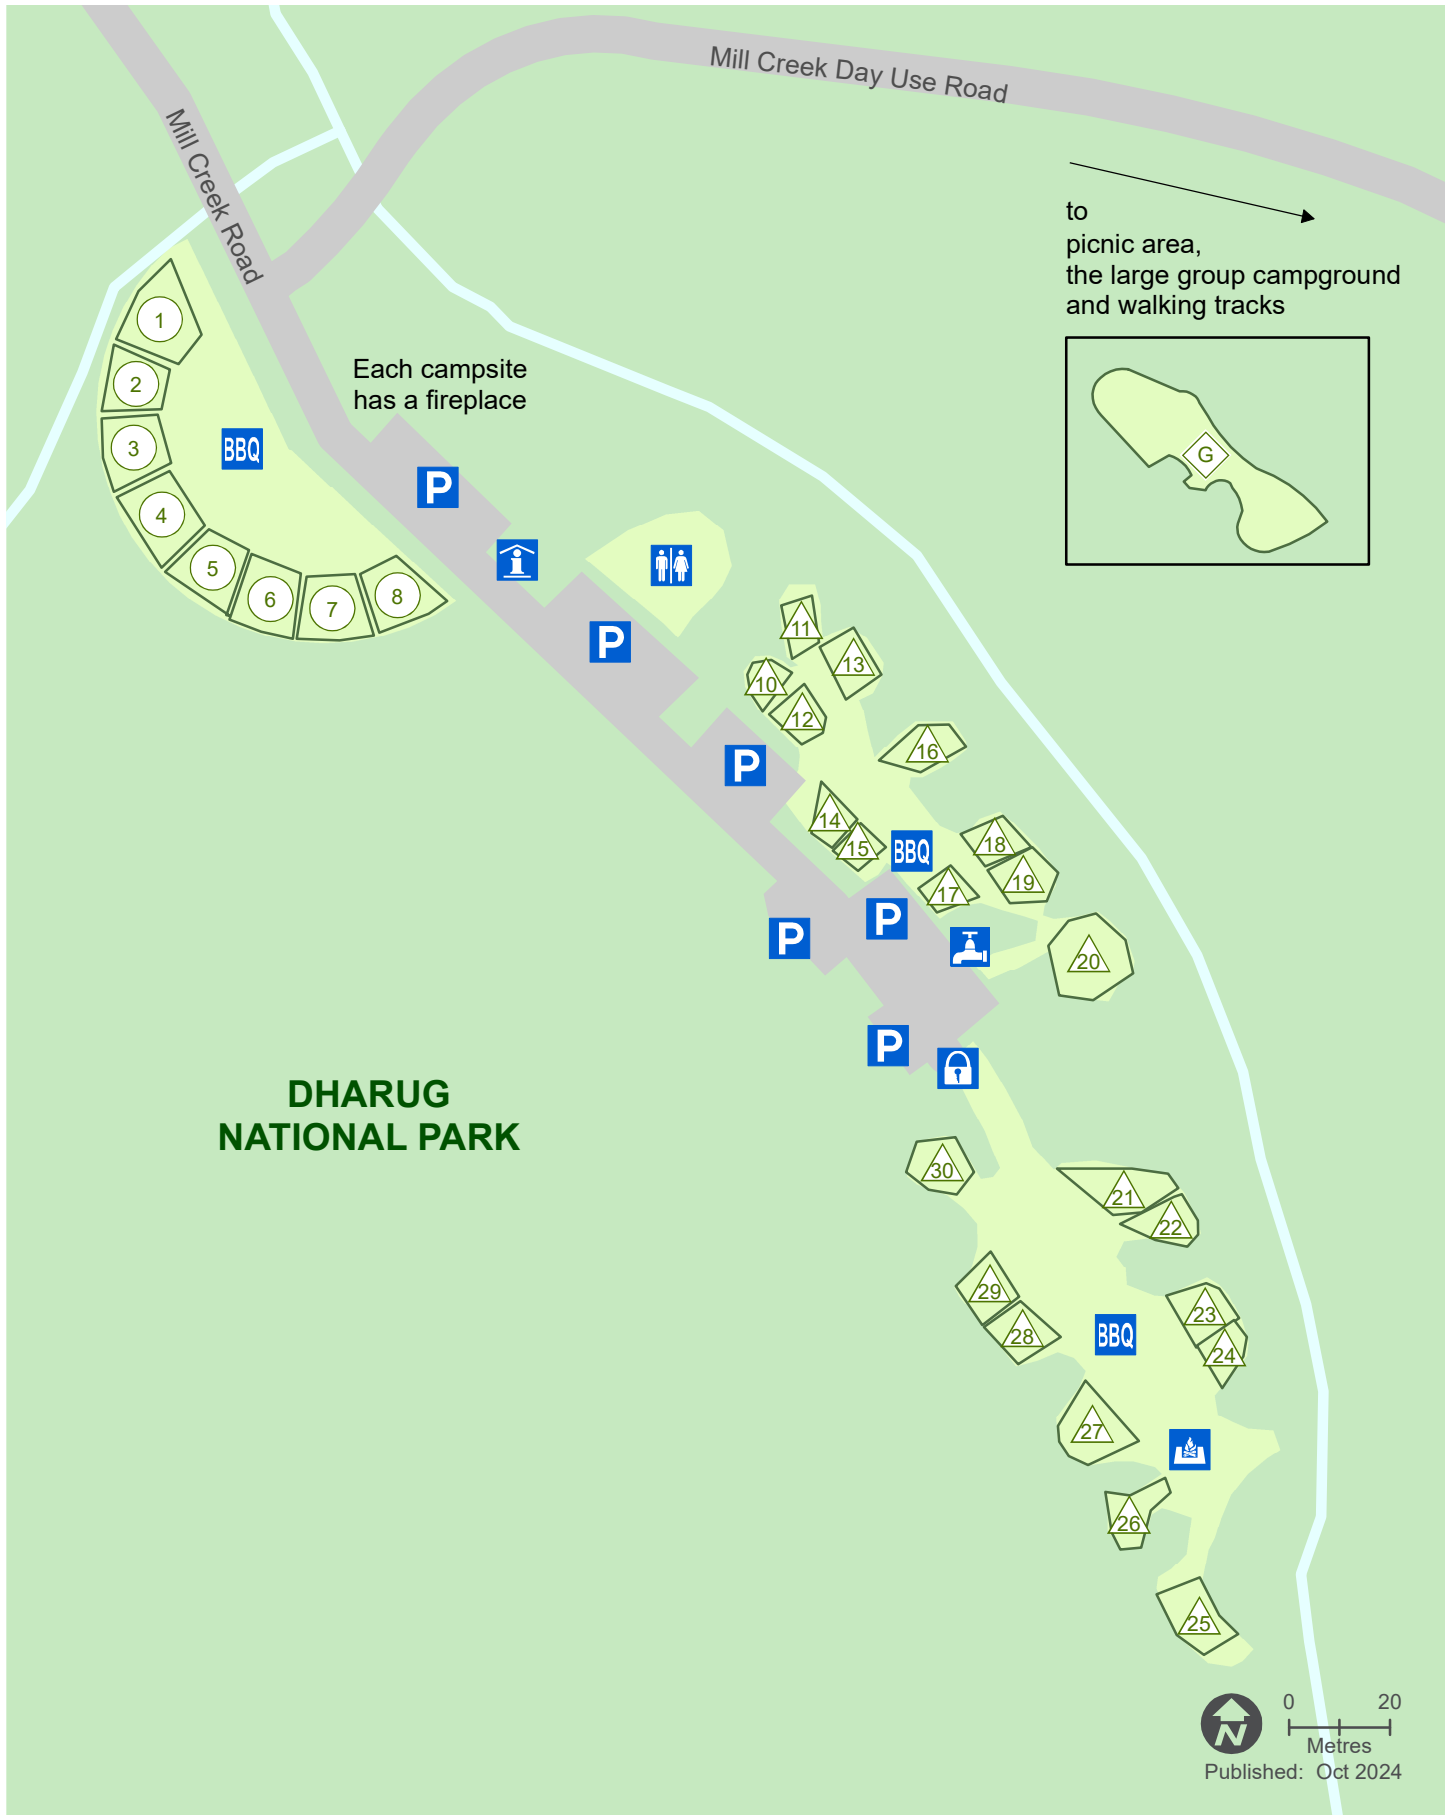 Mill Creek Day Use Road
Mill Creek Road
to
picnic area,
the large group campground
and walking tracks
G
Each campsite
has a fireplace
1
2
3
4
5
6
7
8
BBQ
P
P
P
P
P
P
10
11
12
13
14
15
16
BBQ
17
18
19
20
DHARUG
NATIONAL PARK
30
21
22
29
28
23
24
BBQ
27
26
25
N
0 20
Metres
Published: Oct 2024